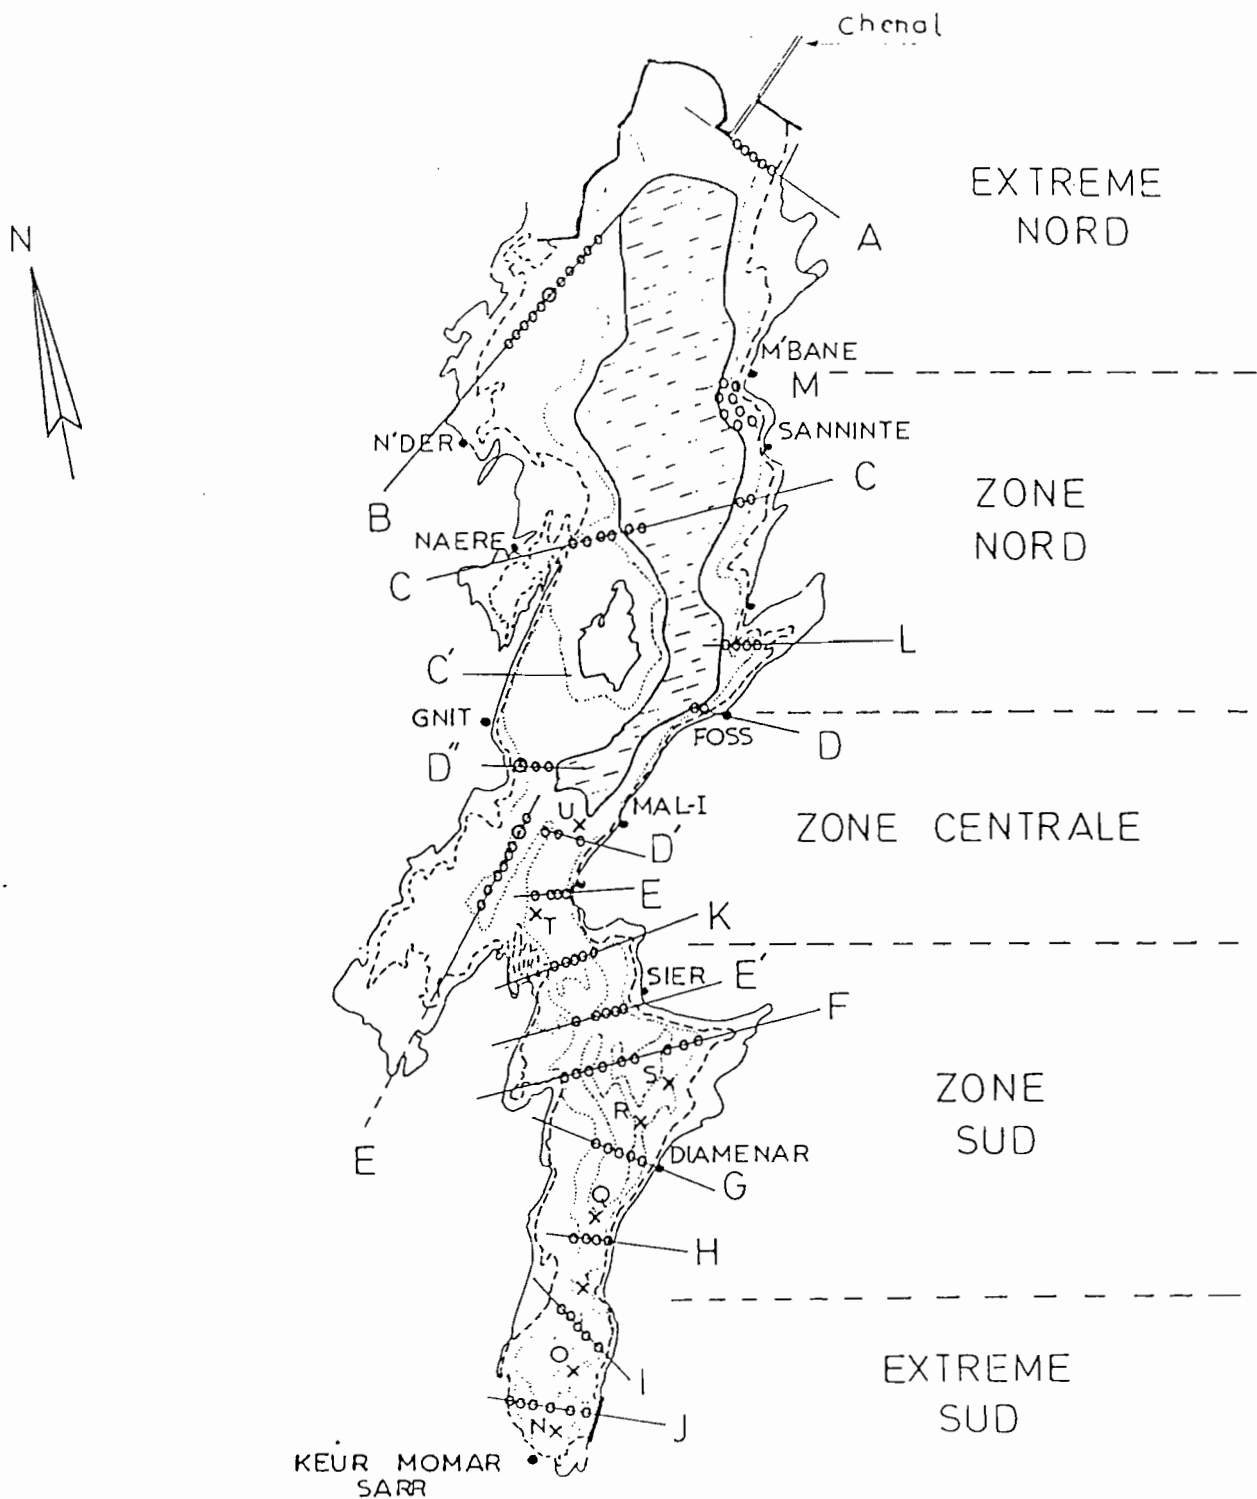 Chenal
EXTREME
NORD
A
N
M'BANE
M
SANNINTE
N'DER
C
ZONE
NORD
B
NAERE
C
L
C'
GNIT
FOSS
D
D"
U
MAL-I
ZONE CENTRALE
D'
E
T
K
SIER
E'
F
S
ZONE
SUD
R
E
DIAMENAR
G
Q
H
EXTREME
SUD
O
I
J
N
KEUR MOMAR
SARR